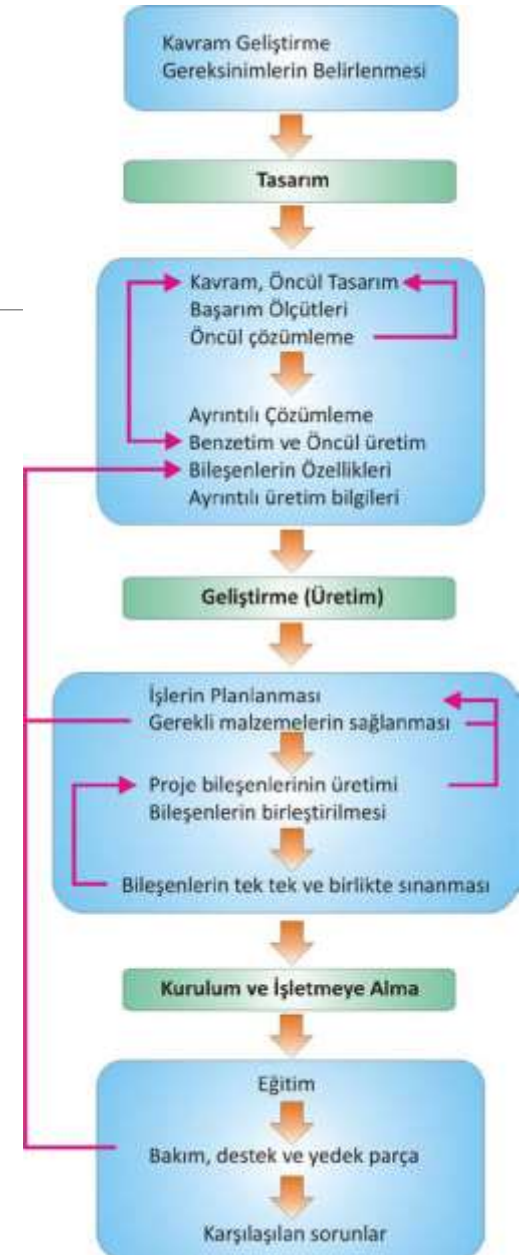 Kavram Geliştirme
Gereksinimlerin Belirlenmesi
Tasarım
Kavram, Öncül Tasarım
Başarım Ölçütleri
Öncül çözümleme
Ayrıntılı Çözümleme
Benzetim ve Öncül üretim
Bileşenlerin Özellikleri
Ayrıntılı üretim bilgileri
Geliştirme (Üretim)
İşlerin Planlanması
Gerekli malzemelerin sağlanması
Proje bileşenlerinin üretimi
Bileşenlerin birleştirilmesi
Bileşenlerin tek tek ve birlikte sınanması
Kurulum ve İşletmeye Alma
Eğitim
Bakım, destek ve yedek parça
Karşılaşılan sorunlar